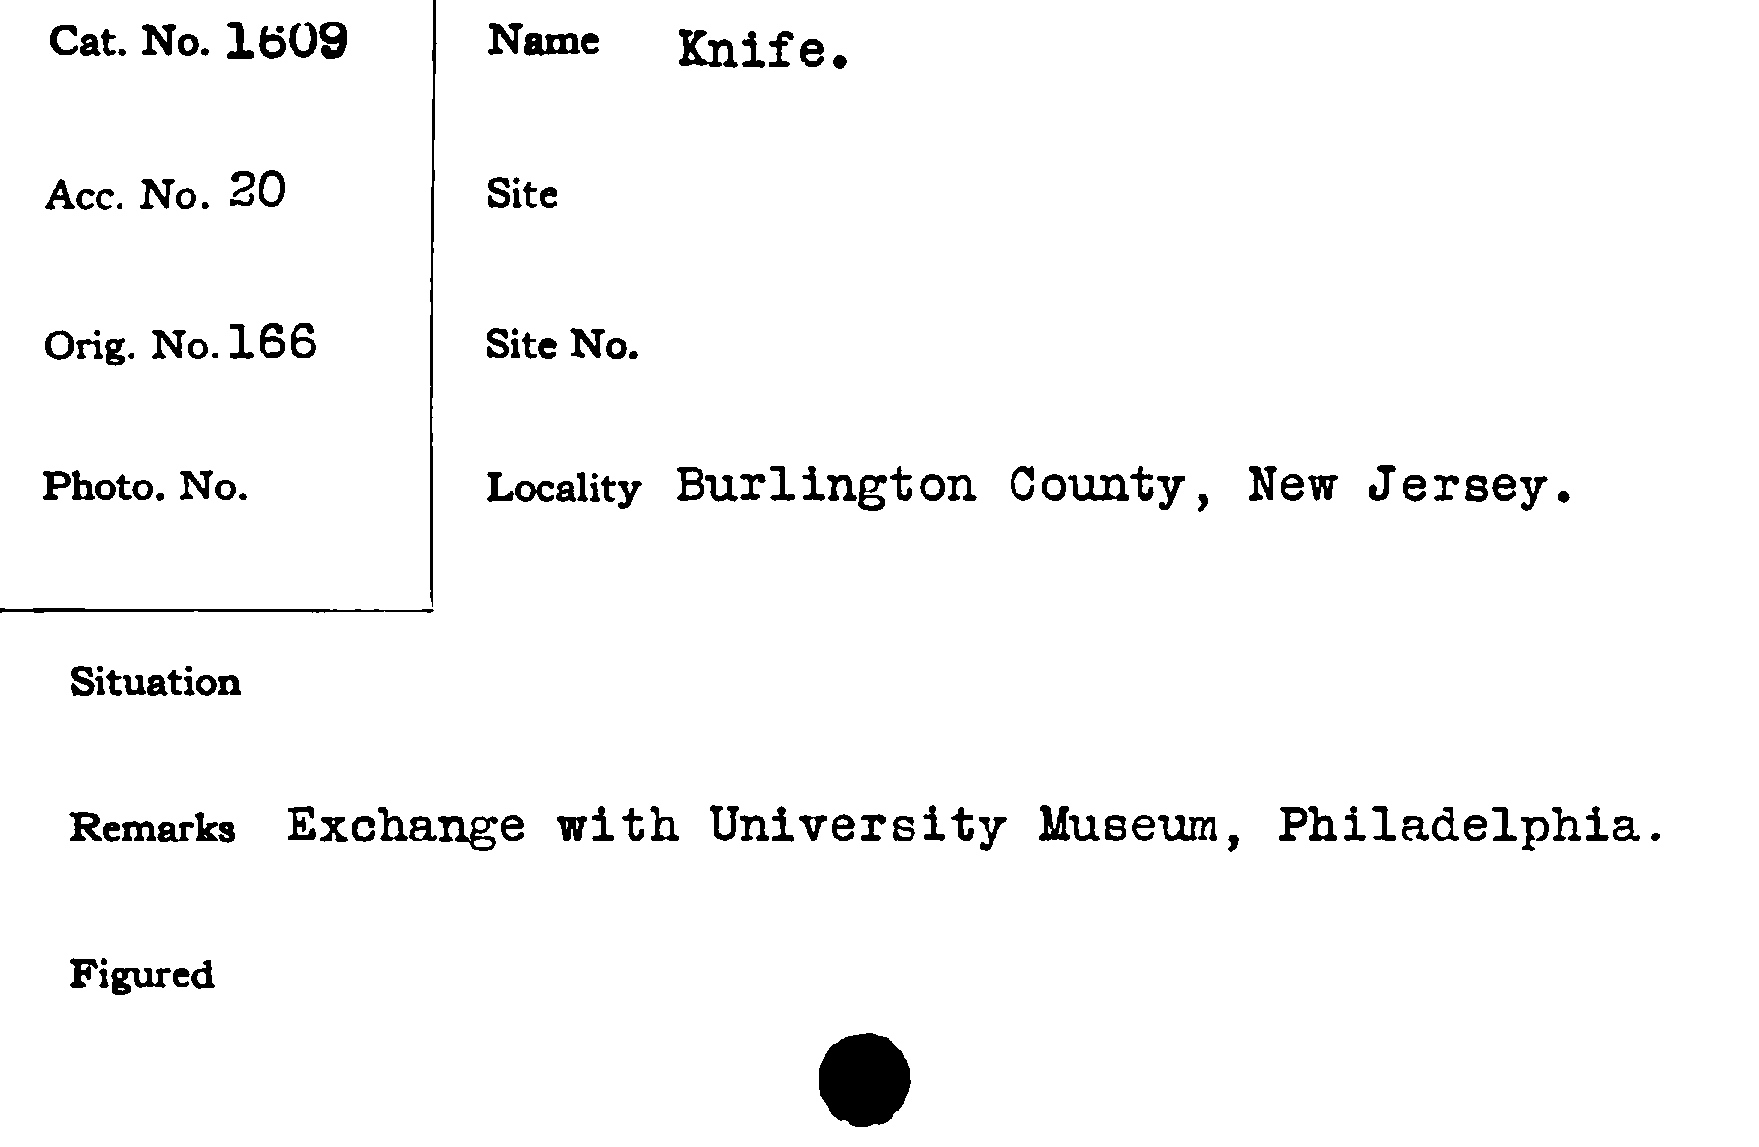 Cat. No. 1609
Name Knife.
Acc. No. 20
Site
Orig. No. 166
Site No.
Photo. No.
Locality Burlington County, New Jersey.
Situation
Remarks Exchange with University Museum, Philadelphia.
Figured